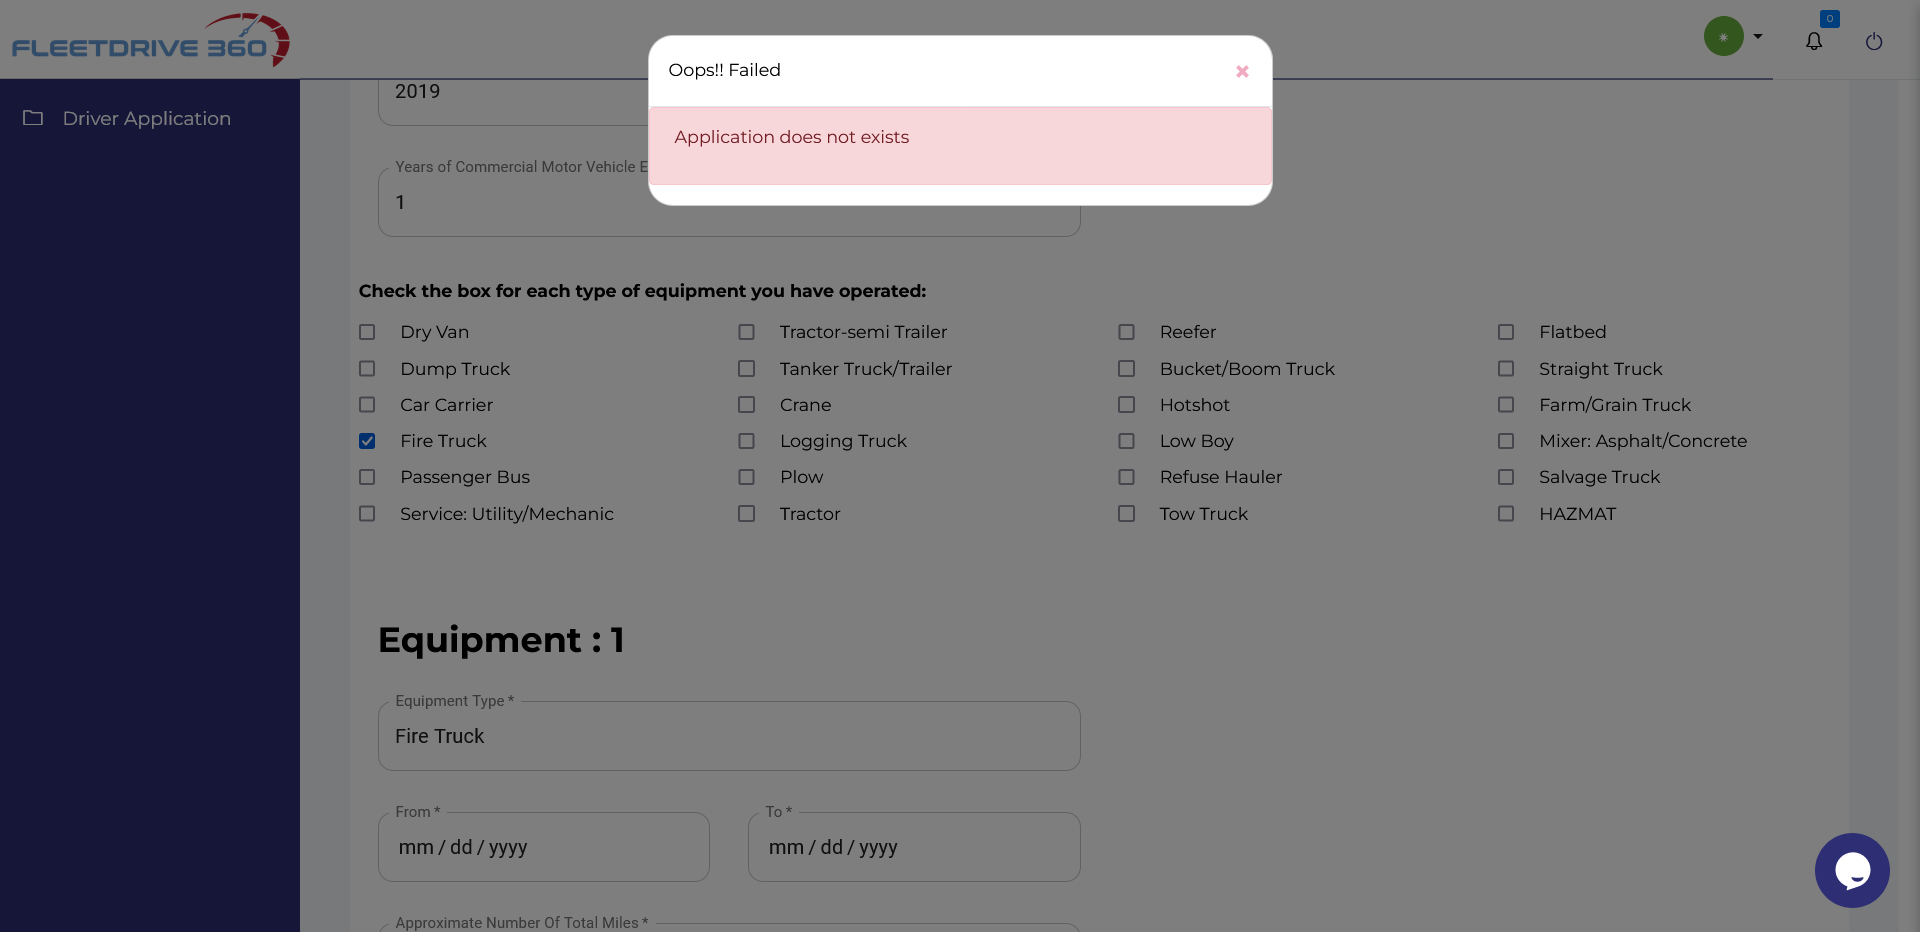 FLEETDRIVE 360
0
Oops!! Failed
Application does not exists
Driver Application
2019
Years of Commercial Motor Vehicle E
1
Check the box for each type of equipment you have operated:
Dry Van
Tractor-semi Trailer
Reefer
Flatbed
Dump Truck
Tanker Truck/Trailer
Bucket/Boom Truck
Straight Truck
Car Carrier
Crane
Hotshot
Farm/Grain Truck
Fire Truck
Logging Truck
Low Boy
Mixer: Asphalt/Concrete
Passenger Bus
Plow
Refuse Hauler
Salvage Truck
Service: Utility/Mechanic
Tractor
Tow Truck
HAZMAT
Equipment : 1
Equipment Type *
Fire Truck
From *
To *
mm / dd / yyyy
mm / dd / yyyy
Approximate Number Of Total Miles *